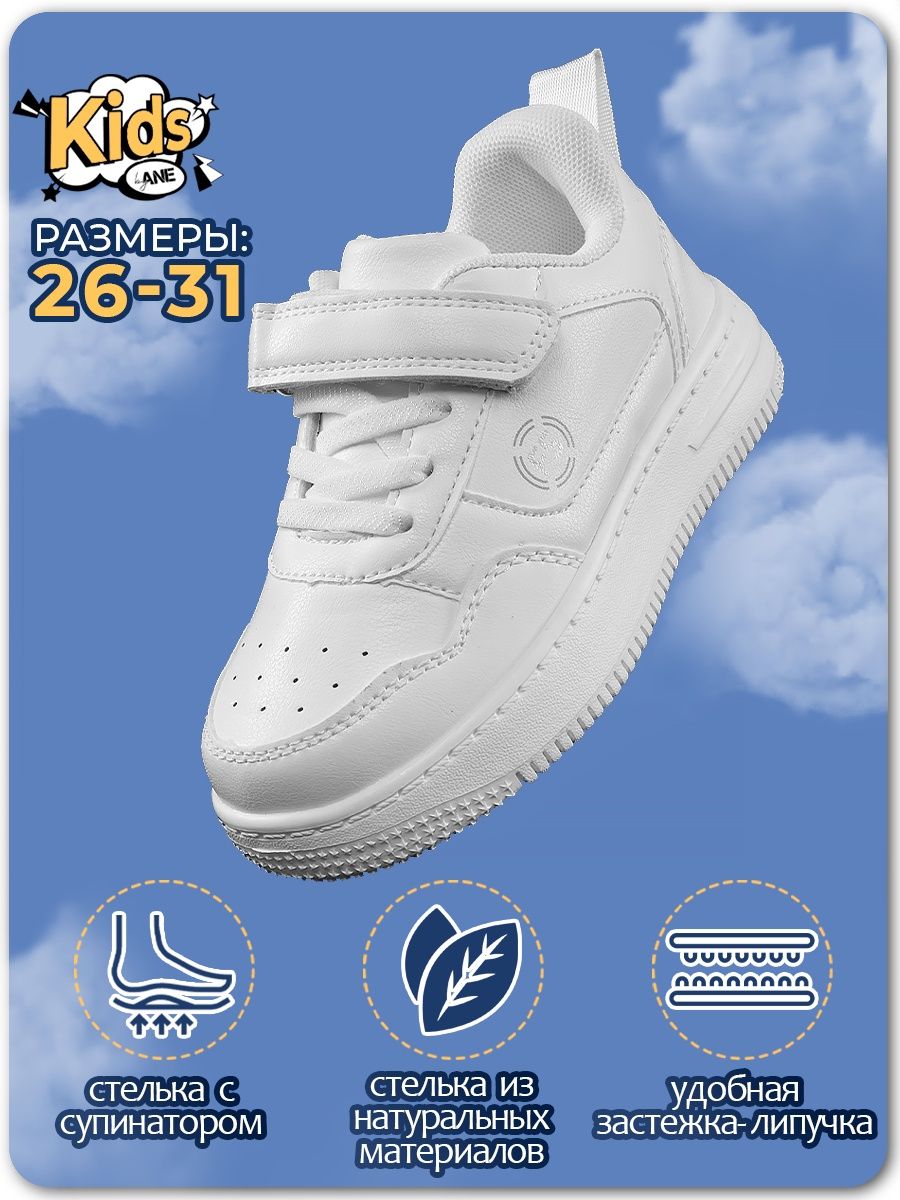 Kids
by ANE
РАЗМЕРЫ:
26-31
стелька с
супинатором
стелька из
натуральных
материалов
удобная
застежка-липучка